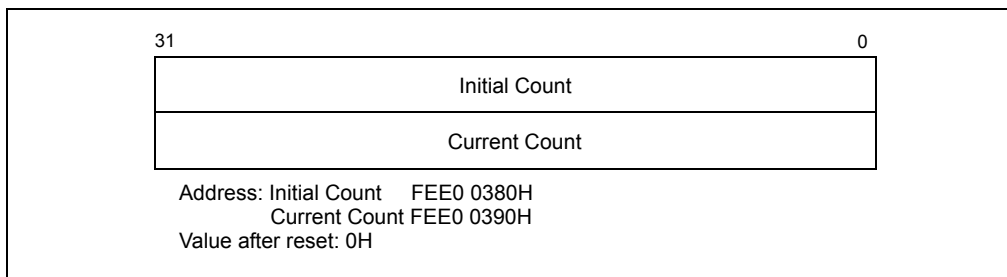 31 0
Initial Count
Current Count
Address: Initial Count FEE0 0380H
Current Count FEE0 0390H
Value after reset: 0H